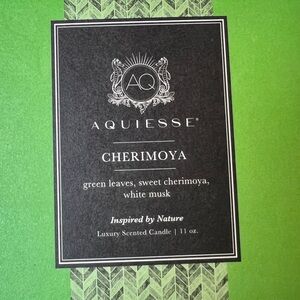 AQ
AQUIESSE®
CHERIMOYA
green leaves, sweet cherimoya,
white musk
Inspired by Nature
Luxury Scented Candle | 11 oz.